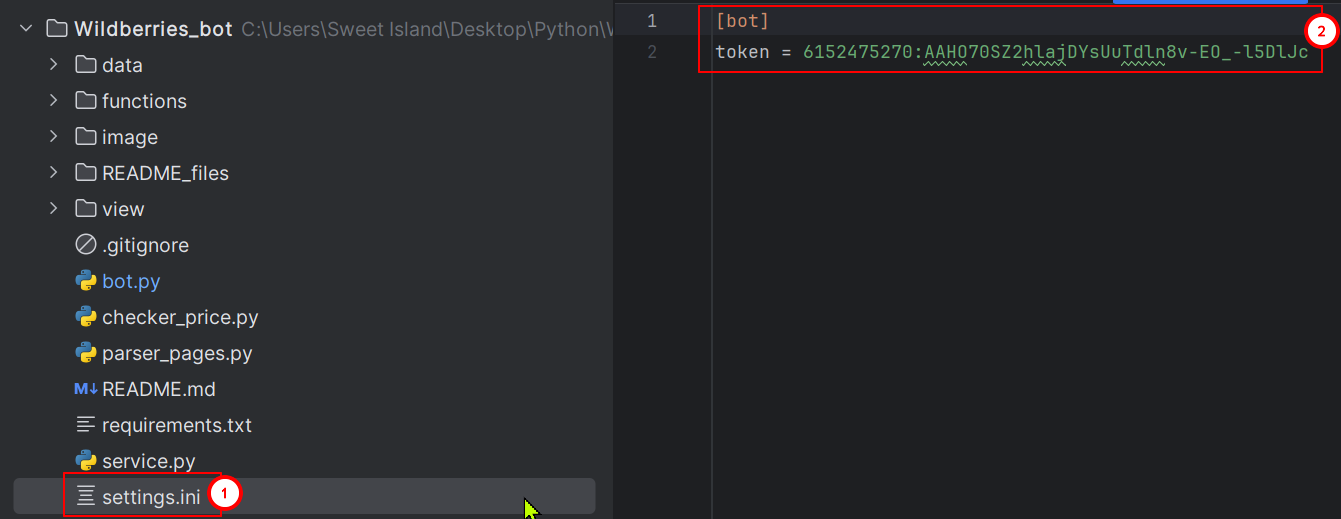 Wildberries_bot C:\Users\Sweet Island\Desktop\Python\
data
functions
image
README_files
view
.gitignore
bot.py
checker_price.py
parser_pages.py
M↓ README.md
requirements.txt
service.py
settings.ini 1
1 [bot]
2
2 token = 6152475270:AAHO70SZ2hlajDYsUuTdln8v-EO_-l5DlJc